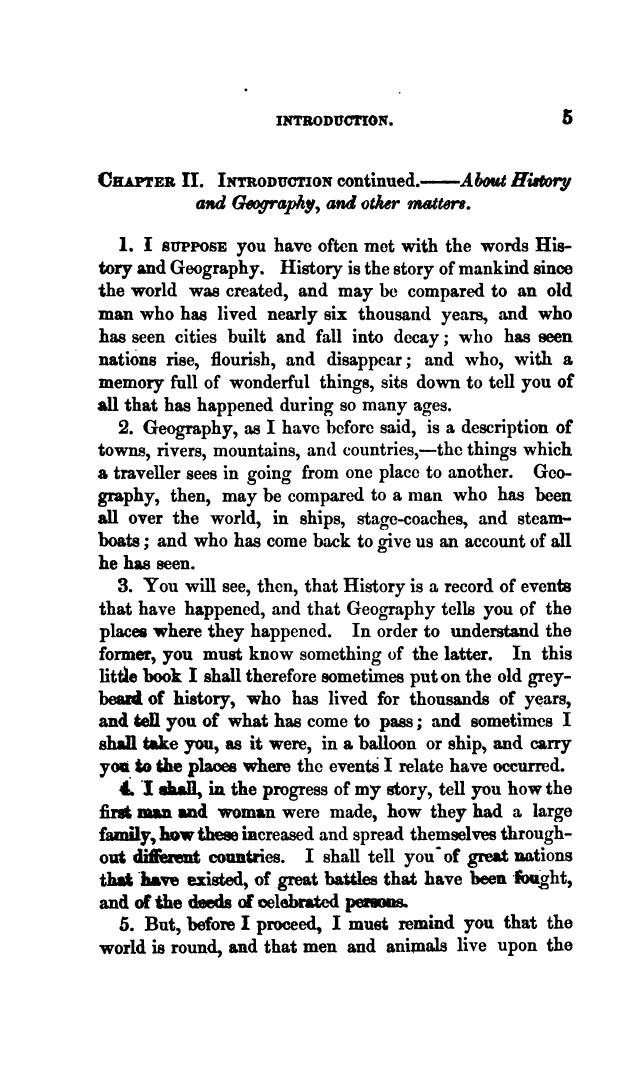 INTRODUCTION. 5
CHAPTER II. INTRODUCTION continued.——About History
and Geography, and other matters.
1. I SUPPOSE you have often met with the words His-
tory and Geography. History is the story of mankind since
the world was created, and may be compared to an old
man who has lived nearly six thousand years, and who
has seen cities built and fall into decay; who has seen
nations rise, flourish, and disappear; and who, with a
memory full of wonderful things, sits down to tell you of
all that has happened during so many ages.
2. Geography, as I have before said, is a description of
towns, rivers, mountains, and countries,—the things which
a traveller sees in going from one place to another. Geo-
graphy, then, may be compared to a man who has been
all over the world, in ships, stage-coaches, and steam-
boats; and who has come back to give us an account of all
he has seen.
3. You will see, then, that History is a record of events
that have happened, and that Geography tells you of the
places where they happened. In order to understand the
former, you must know something of the latter. In this
little book I shall therefore sometimes put on the old grey-
beard of history, who has lived for thousands of years,
and tell you of what has come to pass; and sometimes I
shall take you, as it were, in a balloon or ship, and carry
you to the places where the events I relate have occurred.
4. I shall, in the progress of my story, tell you how the
first man and woman were made, how they had a large
family, how these increased and spread themselves through-
out different countries. I shall tell you of great nations
that have existed, of great battles that have been fought,
and of the deeds of celebrated persons.
5. But, before I proceed, I must remind you that the
world is round, and that men and animals live upon the